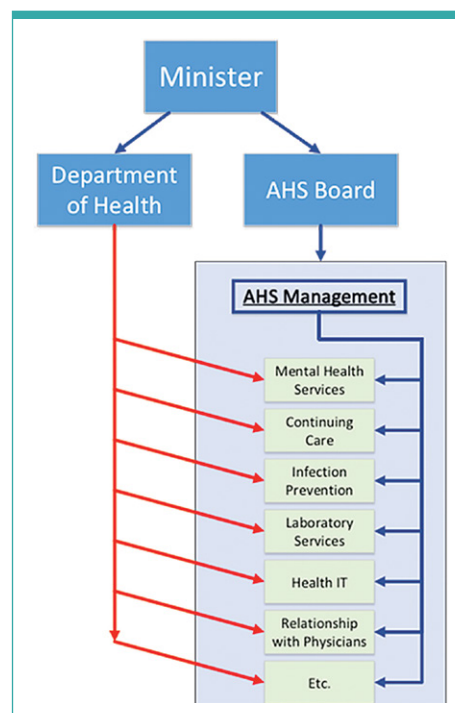 Minister
Department
of Health
AHS Board
AHS Management
Mental Health
Services
Continuing
Care
Infection
Prevention
Laboratory
Services
Health IT
Relationship
with Physicians
Etc.